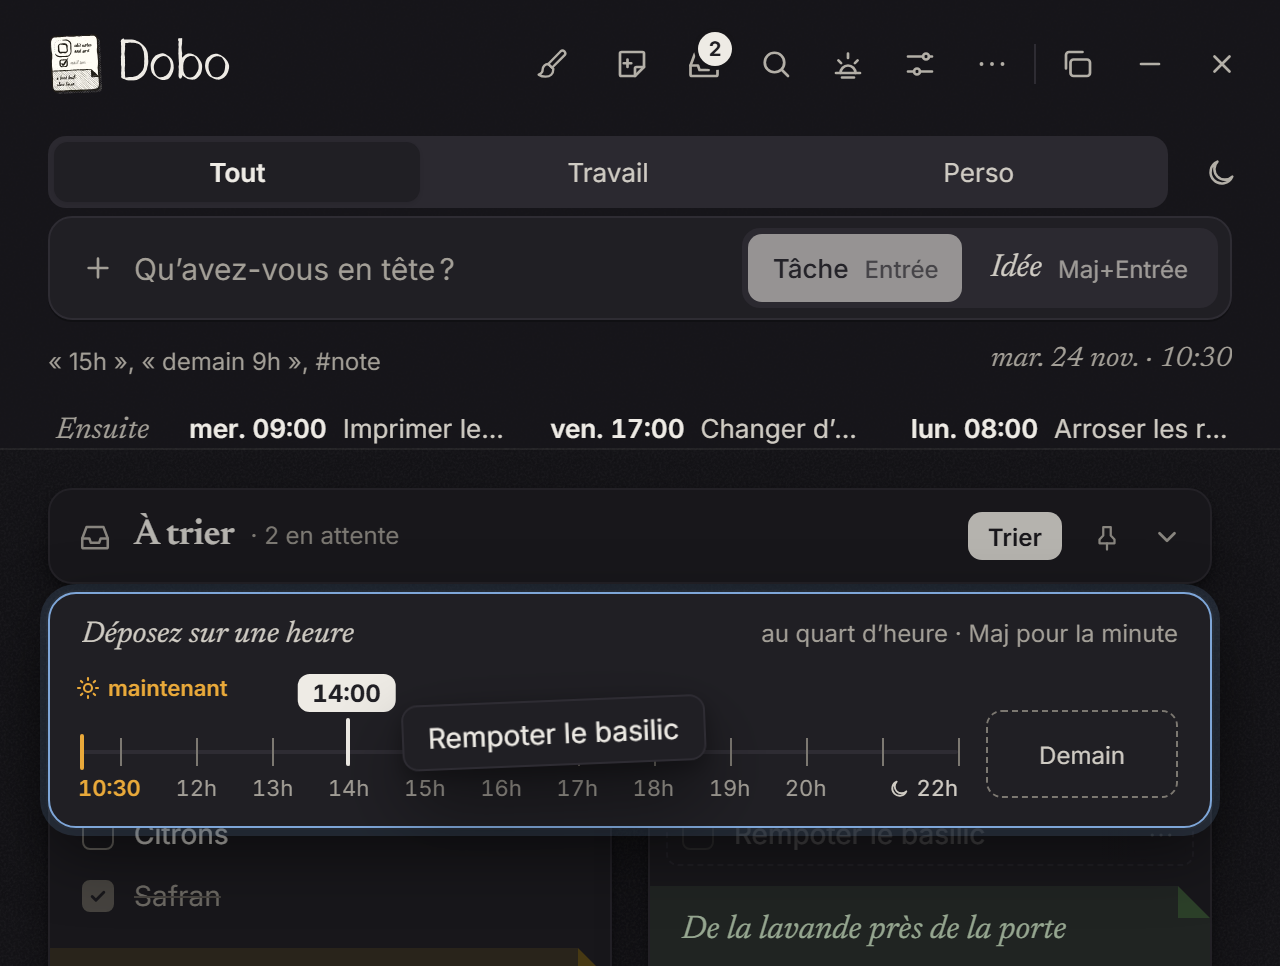 Dobo
2
Tout Travail Perso
Qu’avez-vous en tête ? Tâche Entrée Idée Maj+Entrée
« 15h », « demain 9h », #note mar. 24 nov. · 10:30
Ensuite mer. 09:00 Imprimer le… ven. 17:00 Changer d’… lun. 08:00 Arroser les r…
À trier · 2 en attente Trier
Déposez sur une heure au quart d’heure · Maj pour la minute
maintenant 14:00
Rempoter le basilic
Demain
10:30 12h 13h 14h 15h 16h 17h 18h 19h 20h 22h
Citrons Rempoter le basilic
Safran
De la lavande près de la porte